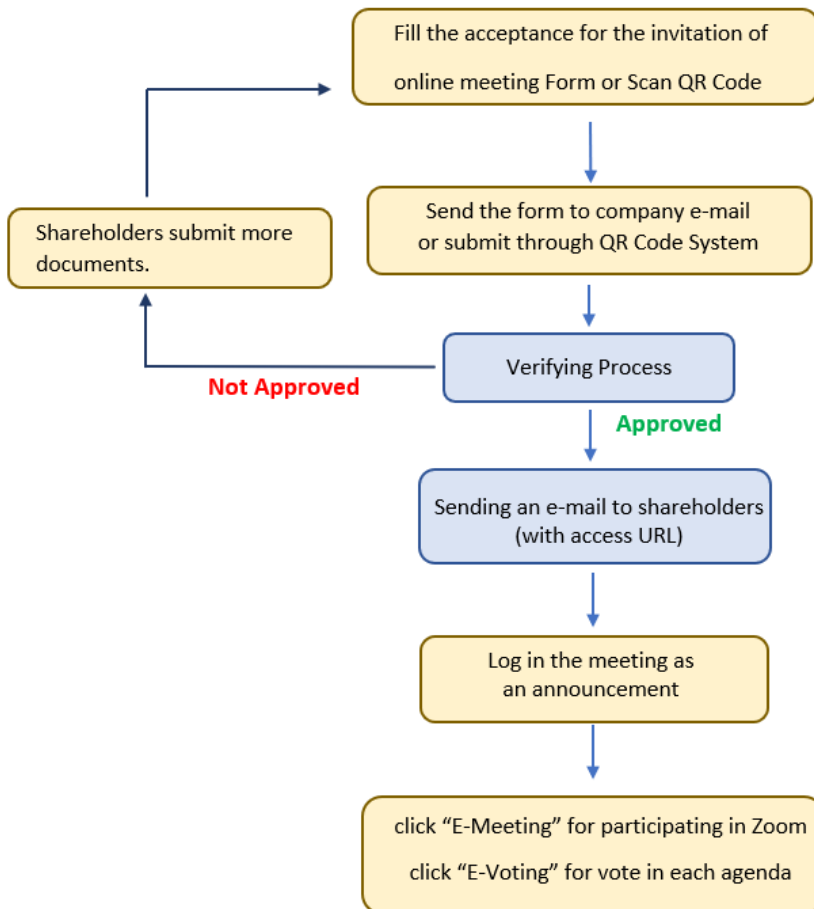 Fill the acceptance for the invitation of
online meeting Form or Scan QR Code
Send the form to company e-mail
or submit through QR Code System
Shareholders submit more
documents.
Verifying Process
Not Approved
Approved
Sending an e-mail to shareholders
(with access URL)
Log in the meeting as
an announcement
click “E-Meeting” for participating in Zoom
click “E-Voting” for vote in each agenda